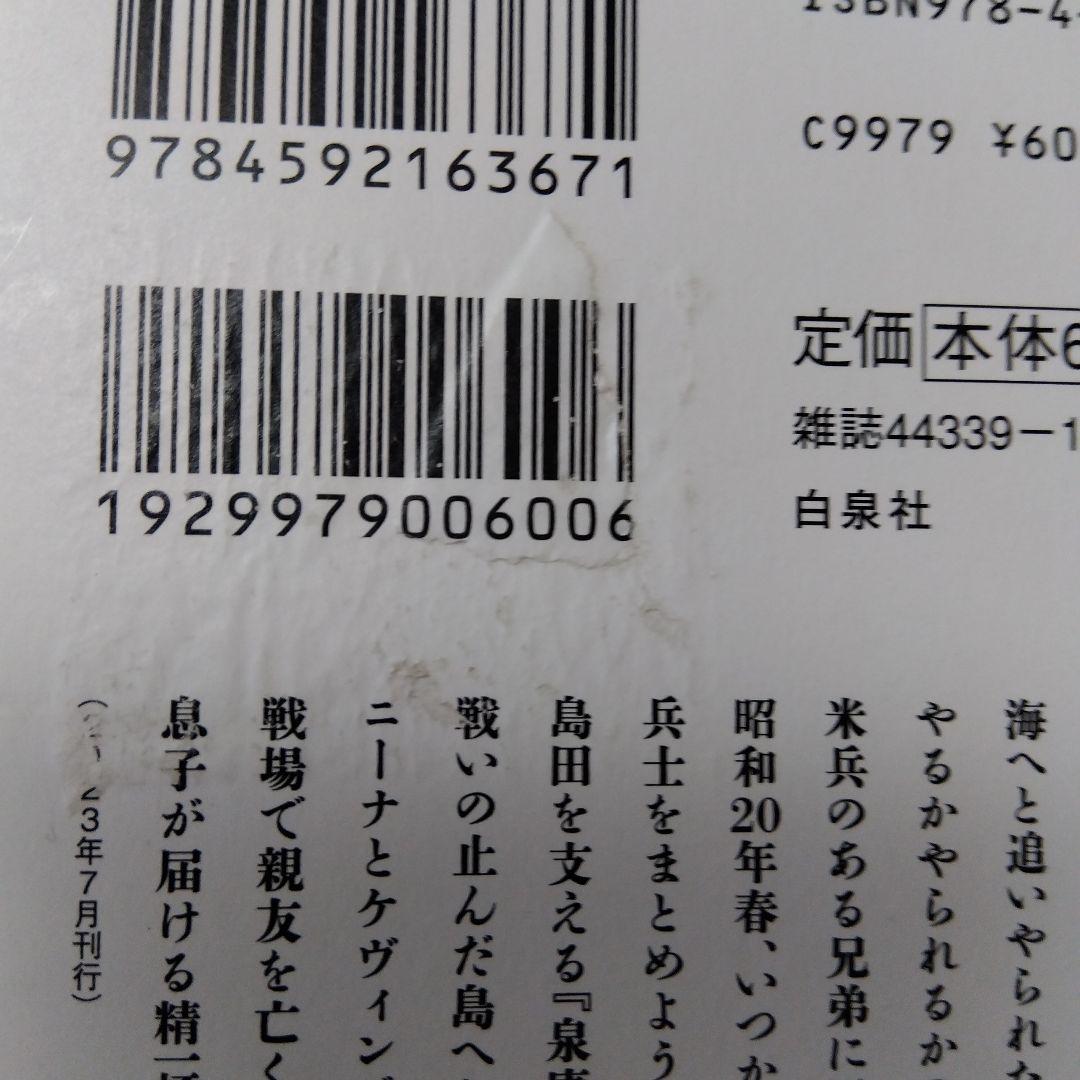 ISBN978-4-
9784592163671
C9979 ¥60
1929979006006
定価 本体6
雑誌44339－1
白泉社
海へと追いやられた
やるかやられるか
米兵のある兄弟に
昭和20年春、いつか
兵士をまとめよう
島田を支える『泉
戦いの止んだ島へ
ニーナとケヴィン
戦場で親友を亡く
息子が届ける精一杯
23年7月刊行）